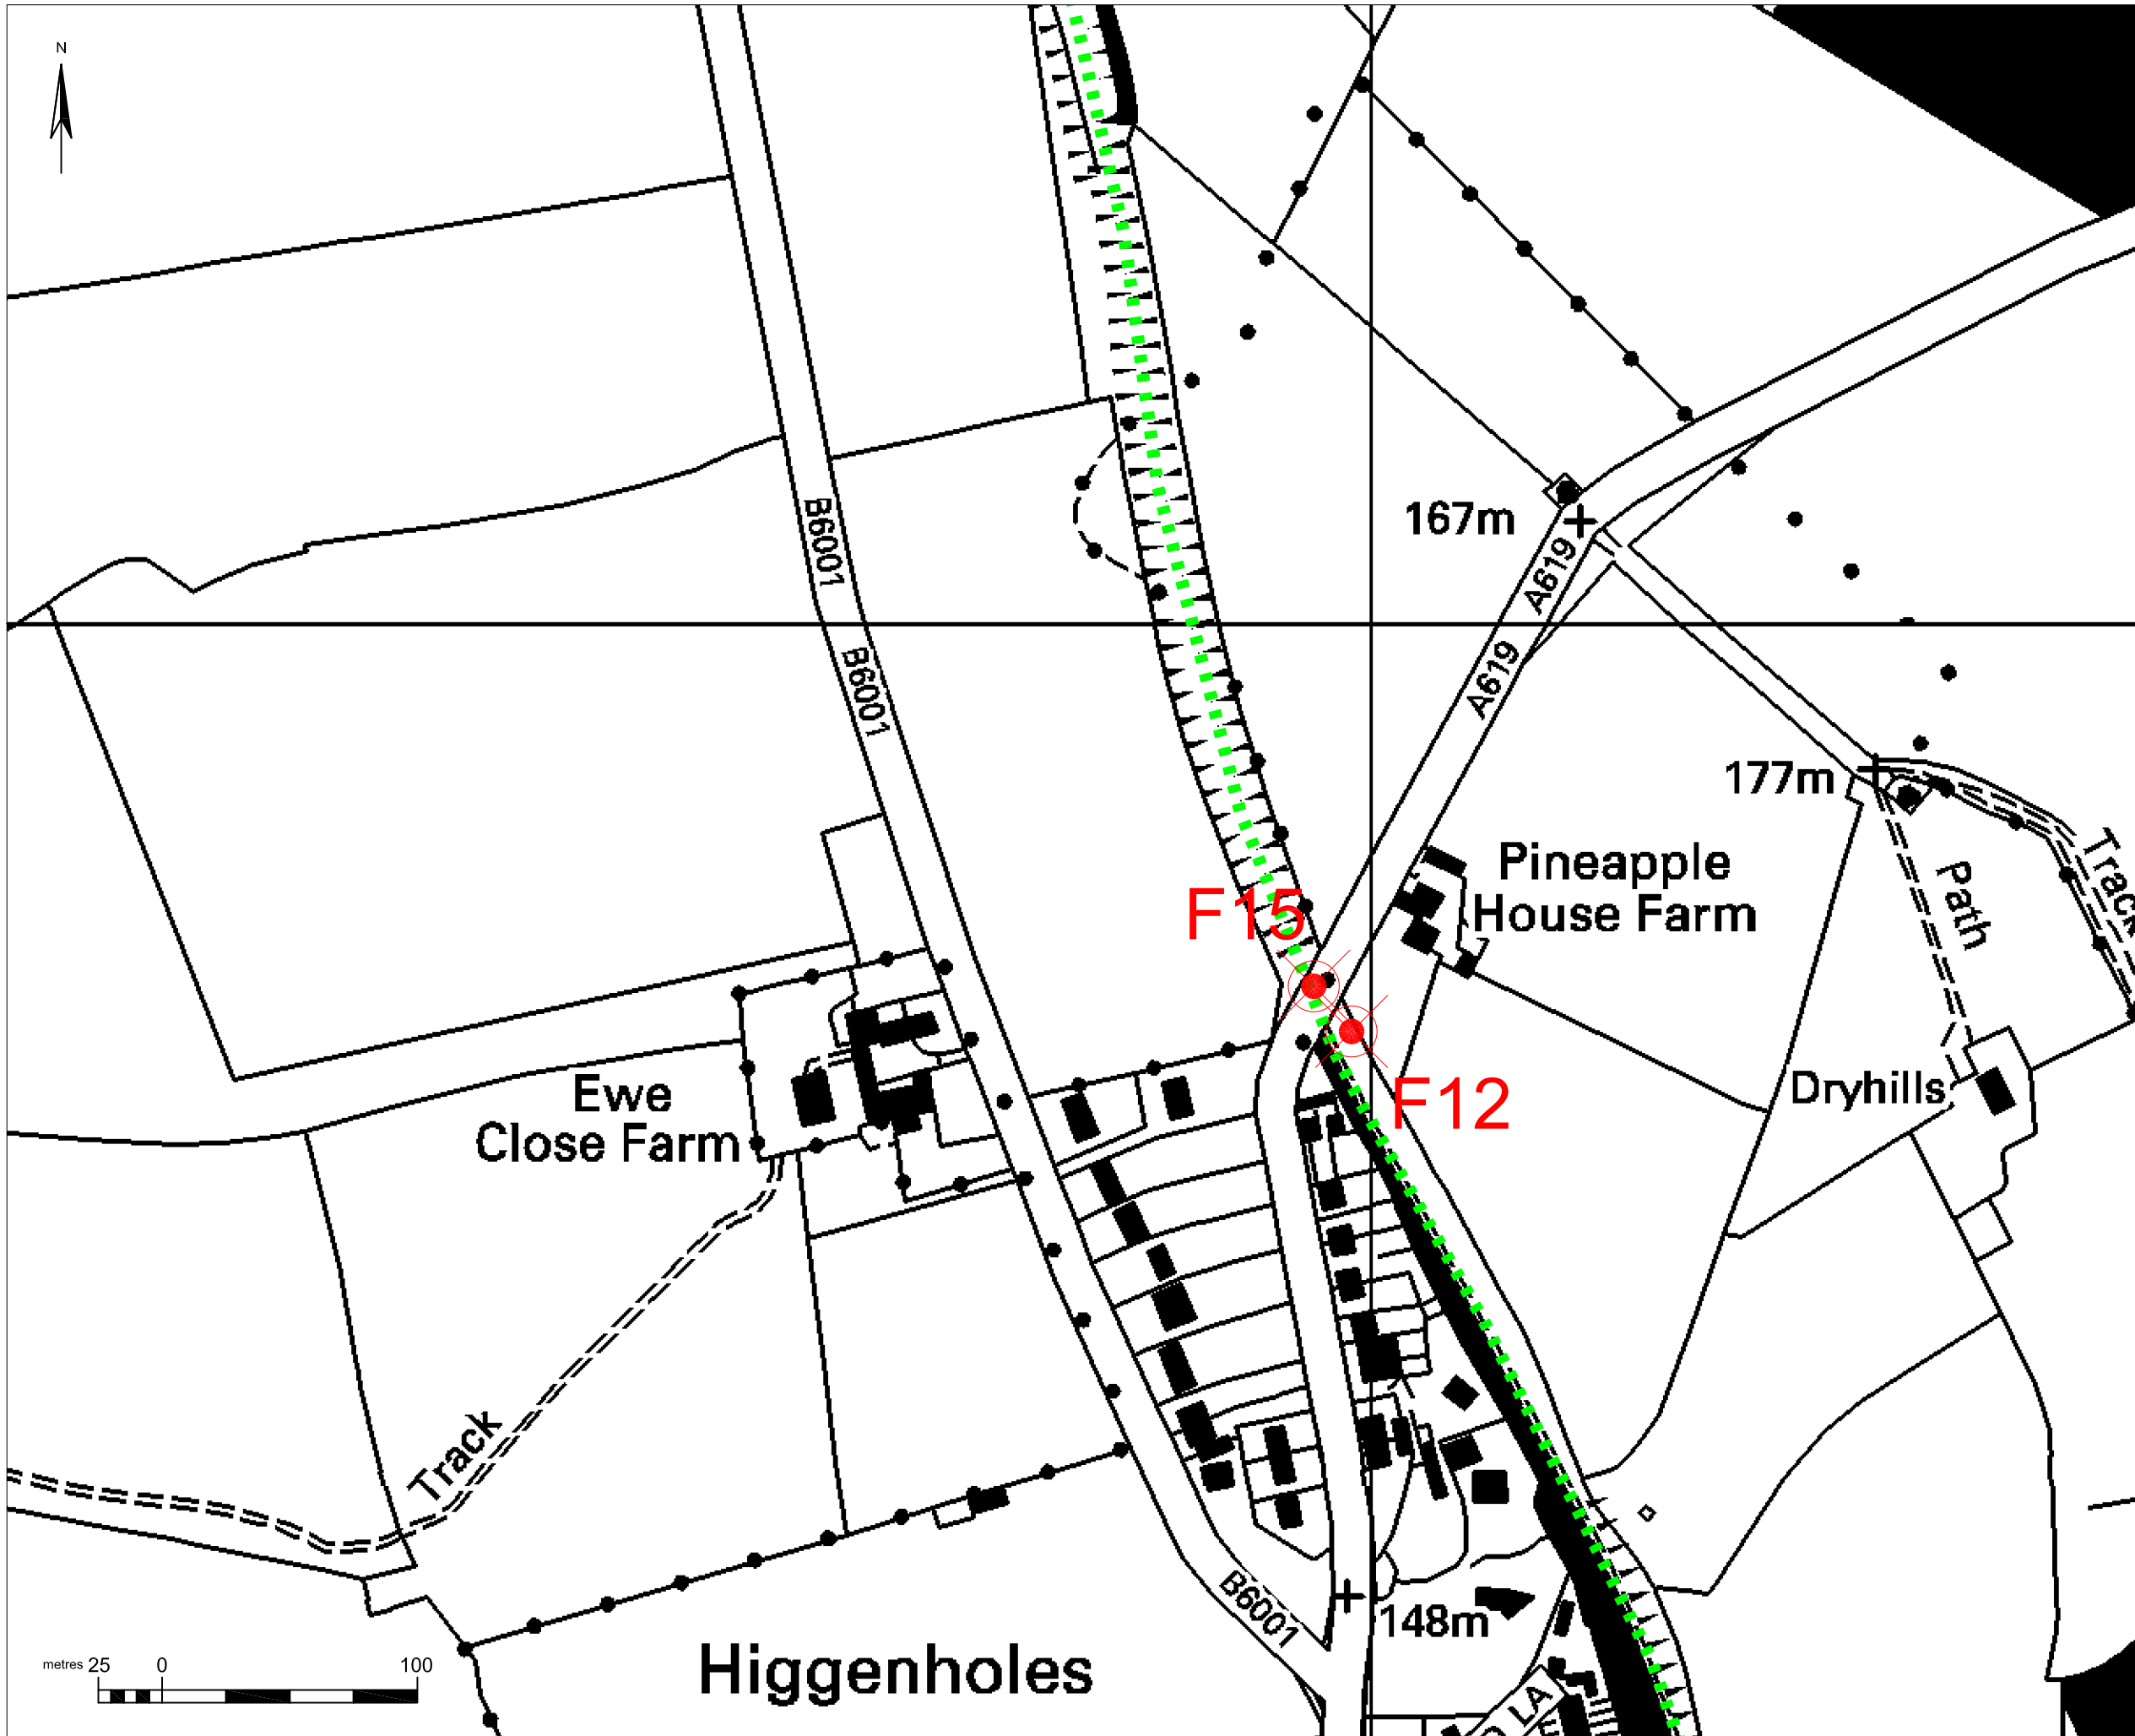 N
B6001
167m
A619
B6001
A619
177m
Track
Pineapple
House Farm
Path
F15
Ewe
Close Farm
Dryhills
F12
Track
B6001
148m
Higgenholes
metres 25 0 100
LA